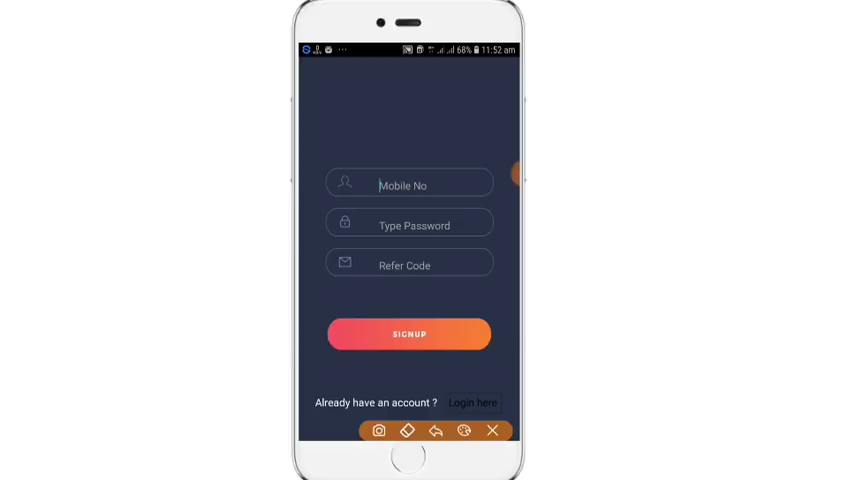 68% 11:52 am
Mobile No
Type Password
Refer Code
SIGNUP
Already have an account ? Login here